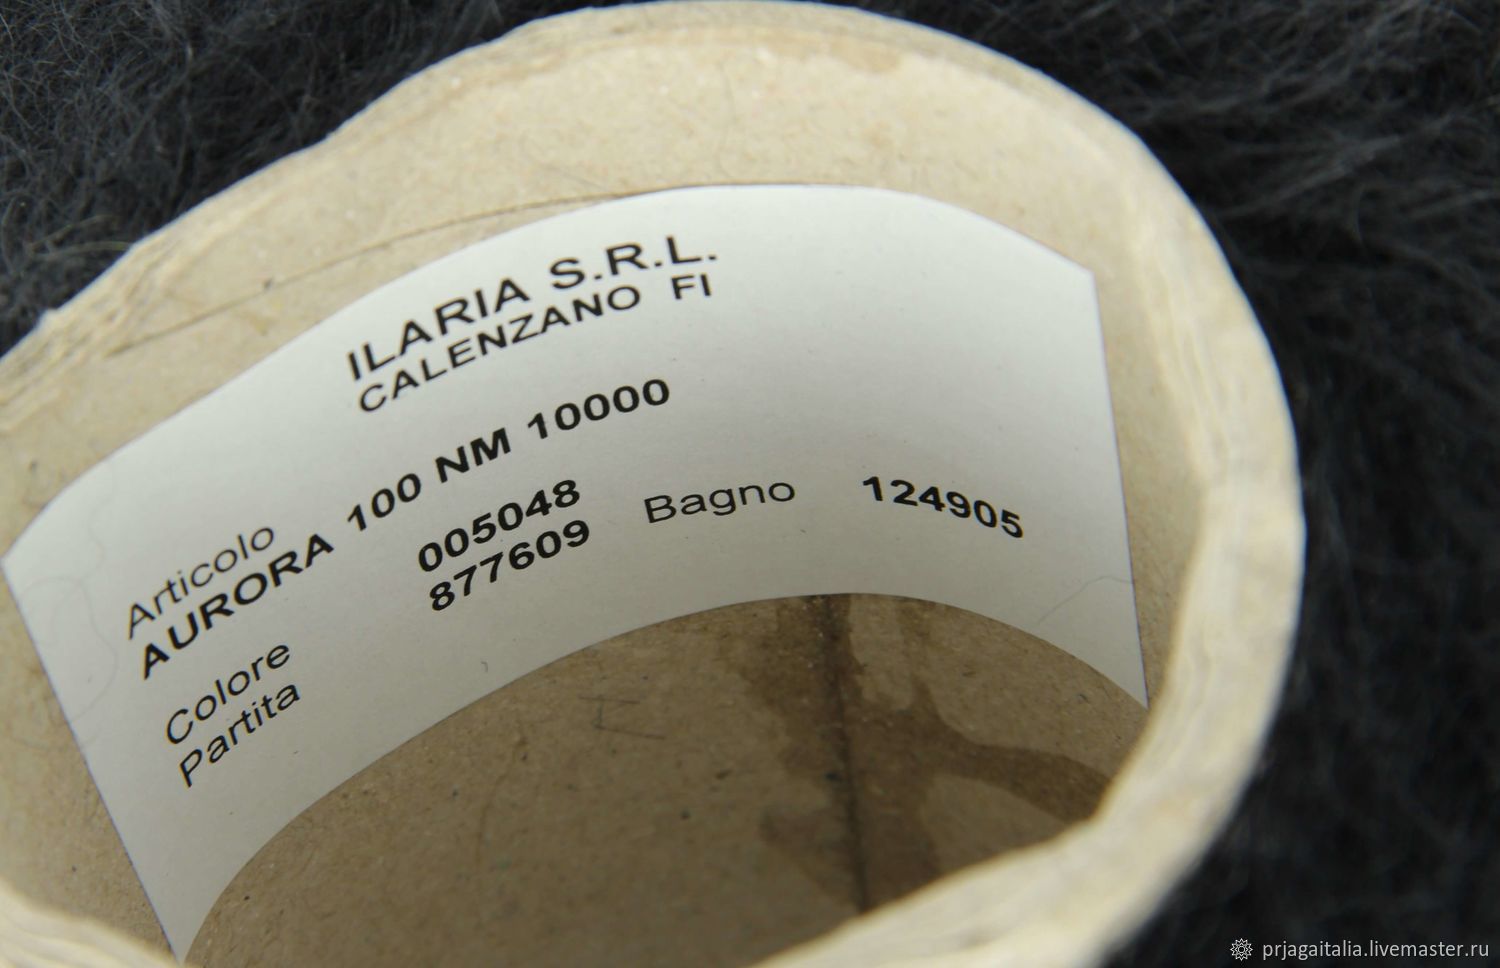 ILARIA S.R.L.
CALENZANO FI
Articolo
AURORA 100 NM 10000
Colore 005048 Bagno 124905
Partita 877609
prjagaitalia.livemaster.ru